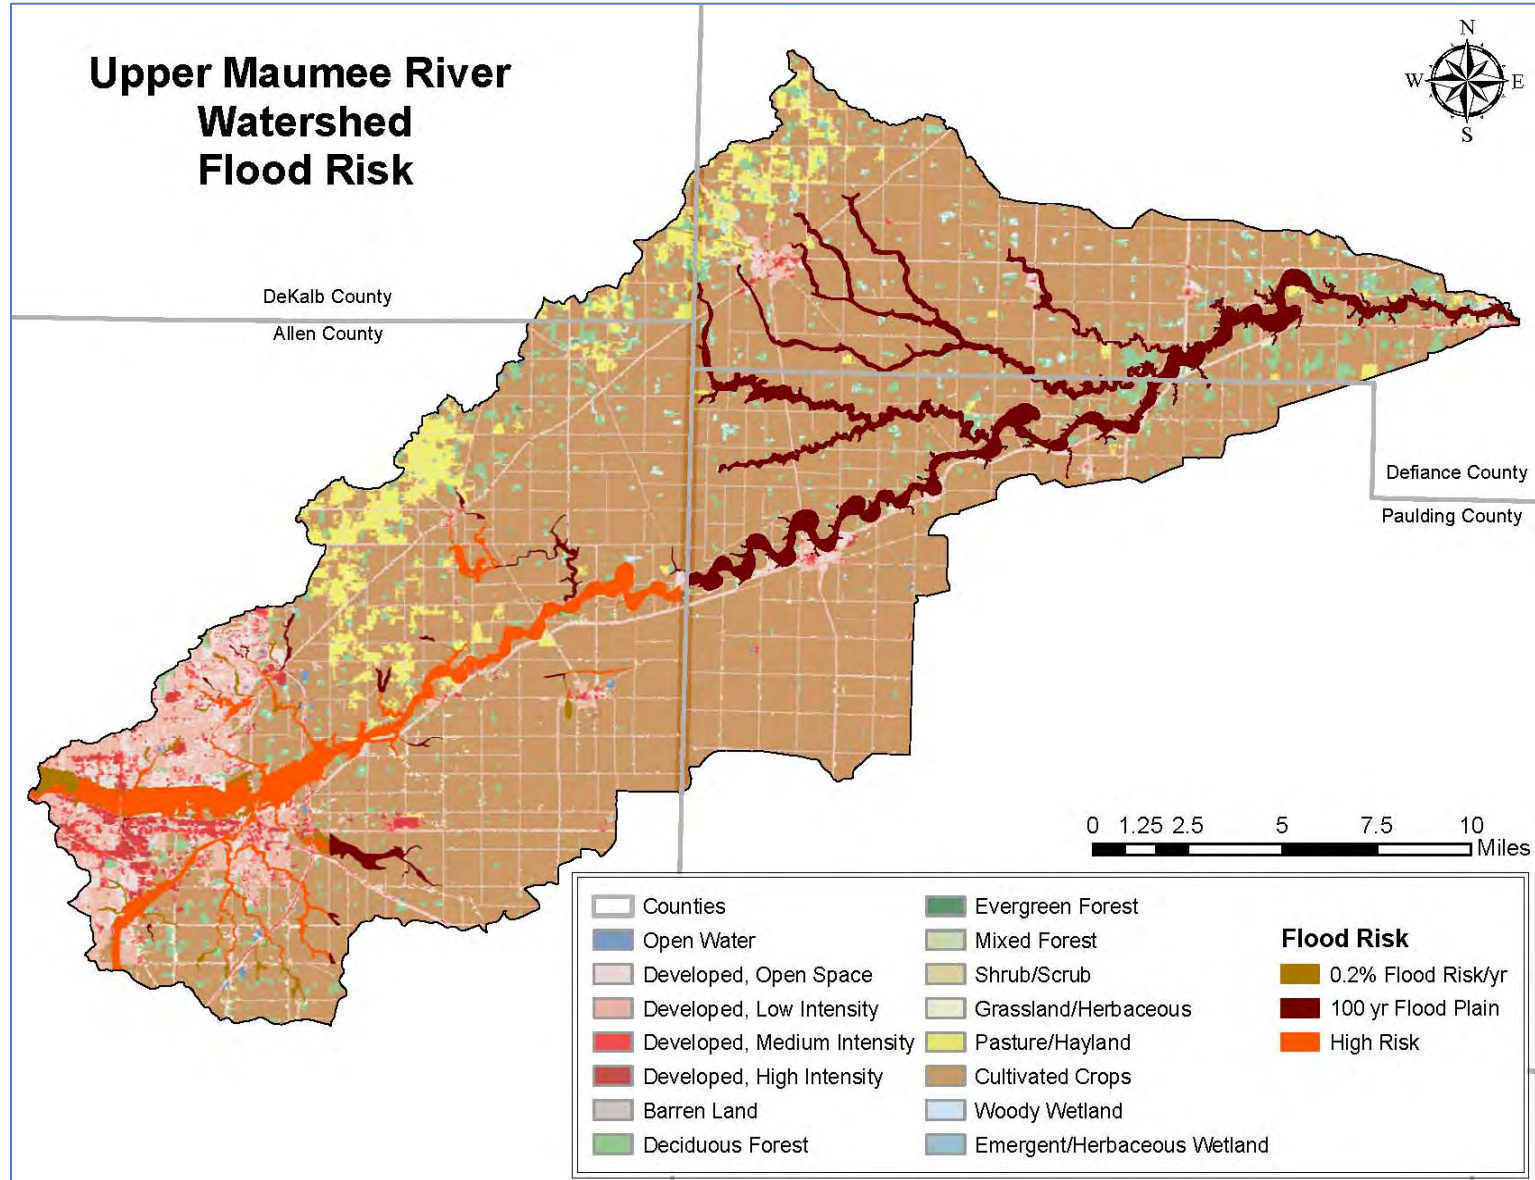 Upper Maumee River
Watershed
Flood Risk
N
W
E
S
DeKalb County
Allen County
Defiance County
Paulding County
0 1.25 2.5 5 7.5 10
Miles
Counties
Open Water
Developed, Open Space
Developed, Low Intensity
Developed, Medium Intensity
Developed, High Intensity
Barren Land
Deciduous Forest
Evergreen Forest
Mixed Forest
Shrub/Scrub
Grassland/Herbaceous
Pasture/Hayland
Cultivated Crops
Woody Wetland
Emergent/Herbaceous Wetland
Flood Risk
0.2% Flood Risk/yr
100 yr Flood Plain
High Risk